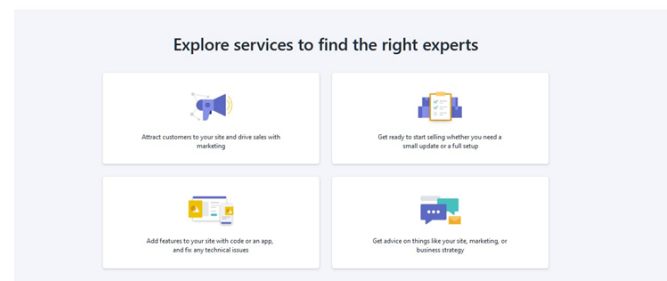 Explore services to find the right experts
Attract customers to your site and drive sales with
marketing
Get ready to start selling whether you need a
small update or a full setup
Add features to your site with code or an app,
and fix any technical issues
Get advice on things like your site, marketing, or
business strategy